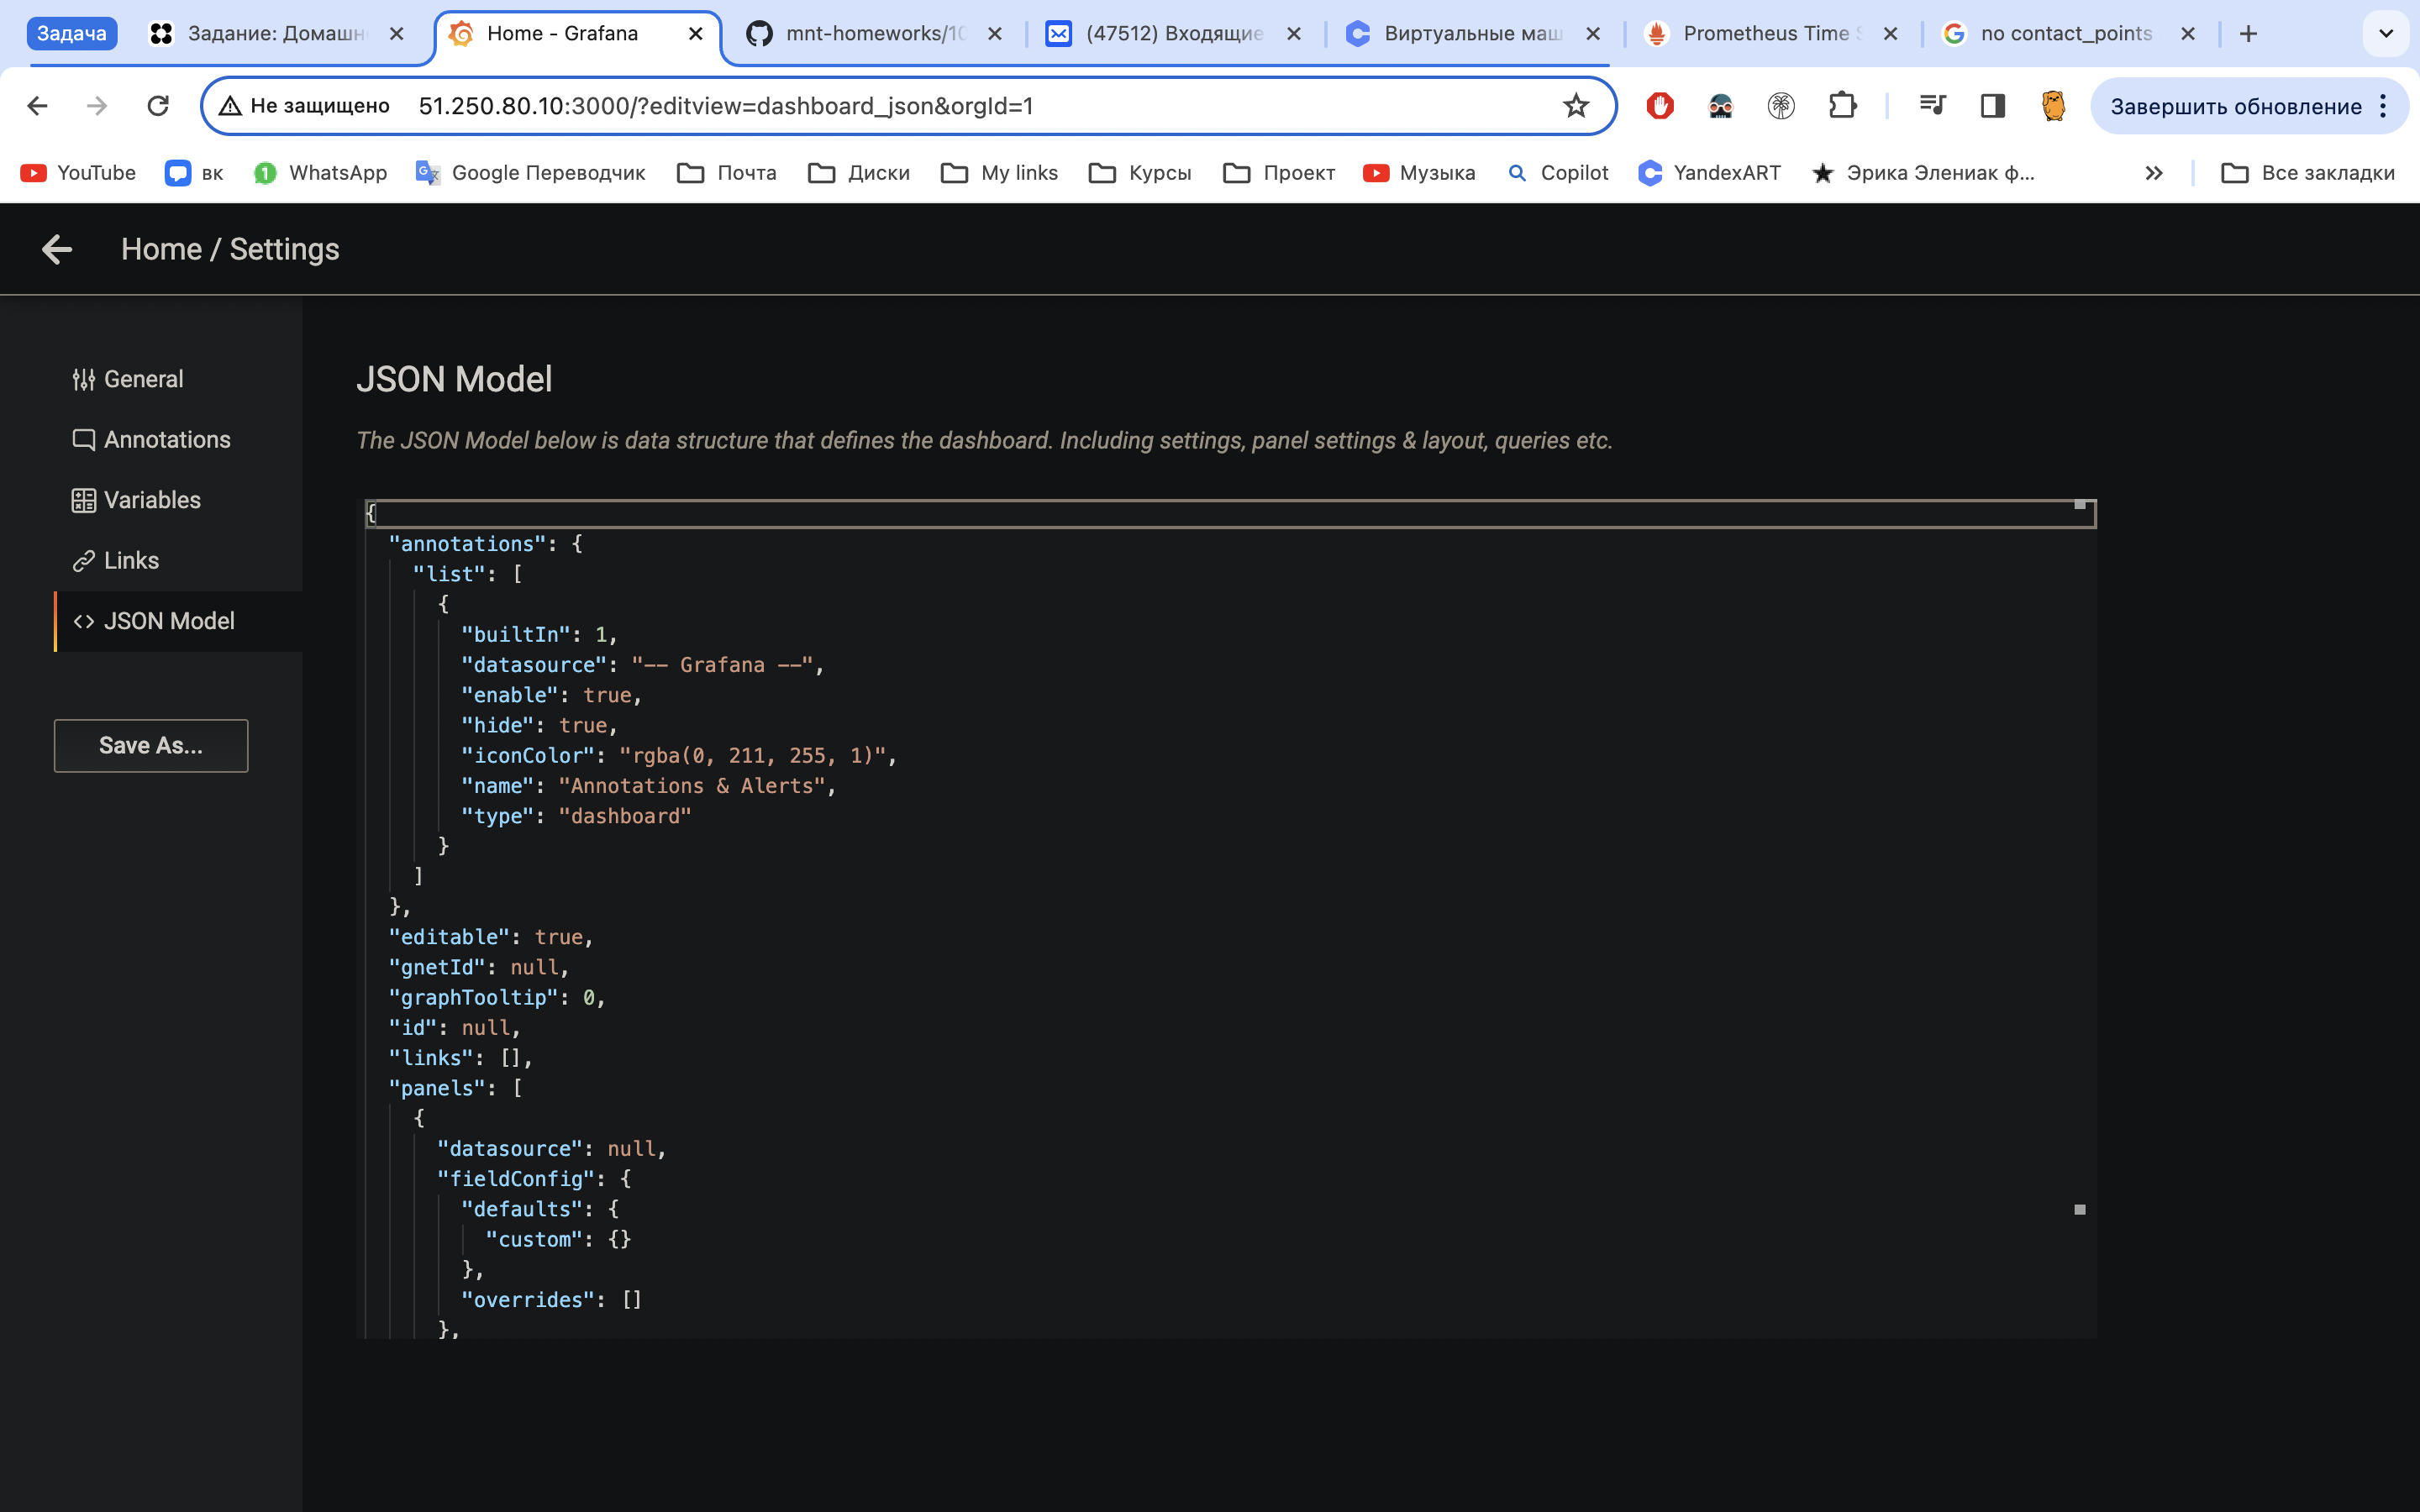 Задача
Задание: Домашн
Home - Grafana
mnt-homeworks/10
(47512) Входящие
Виртуальные маш
Prometheus Time S
no contact_points
Не защищено
51.250.80.10:3000/?editview=dashboard_json&orgId=1
Завершить обновление
YouTube
вк
1
WhatsApp
Google Переводчик
Почта
Диски
My links
Курсы
Проект
Музыка
Copilot
YandexART
Эрика Элениак ф...
Все закладки
Home / Settings
General
Annotations
Variables
Links
JSON Model
Save As...
JSON Model
The JSON Model below is data structure that defines the dashboard. Including settings, panel settings & layout, queries etc.
{
"annotations": {
"list": [
{
"builtIn": 1,
"datasource": "-- Grafana --",
"enable": true,
"hide": true,
"iconColor": "rgba(0, 211, 255, 1)",
"name": "Annotations & Alerts",
"type": "dashboard"
}
]
},
"editable": true,
"gnetId": null,
"graphTooltip": 0,
"id": null,
"links": [],
"panels": [
{
"datasource": null,
"fieldConfig": {
"defaults": {
"custom": {}
},
"overrides": []
},